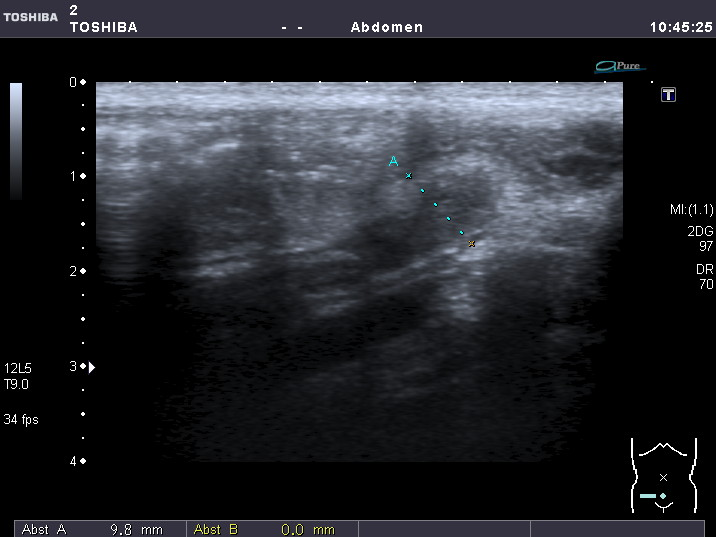 TOSHIBA
2
TOSHIBA - - Abdomen 10:45:25
Pure
T
0
A
1
2
3
4
MI:(1.1)
2DG
97
DR
70
12L5
T9.0
34 fps
Abst A 9.8 mm Abst B 0.0 mm